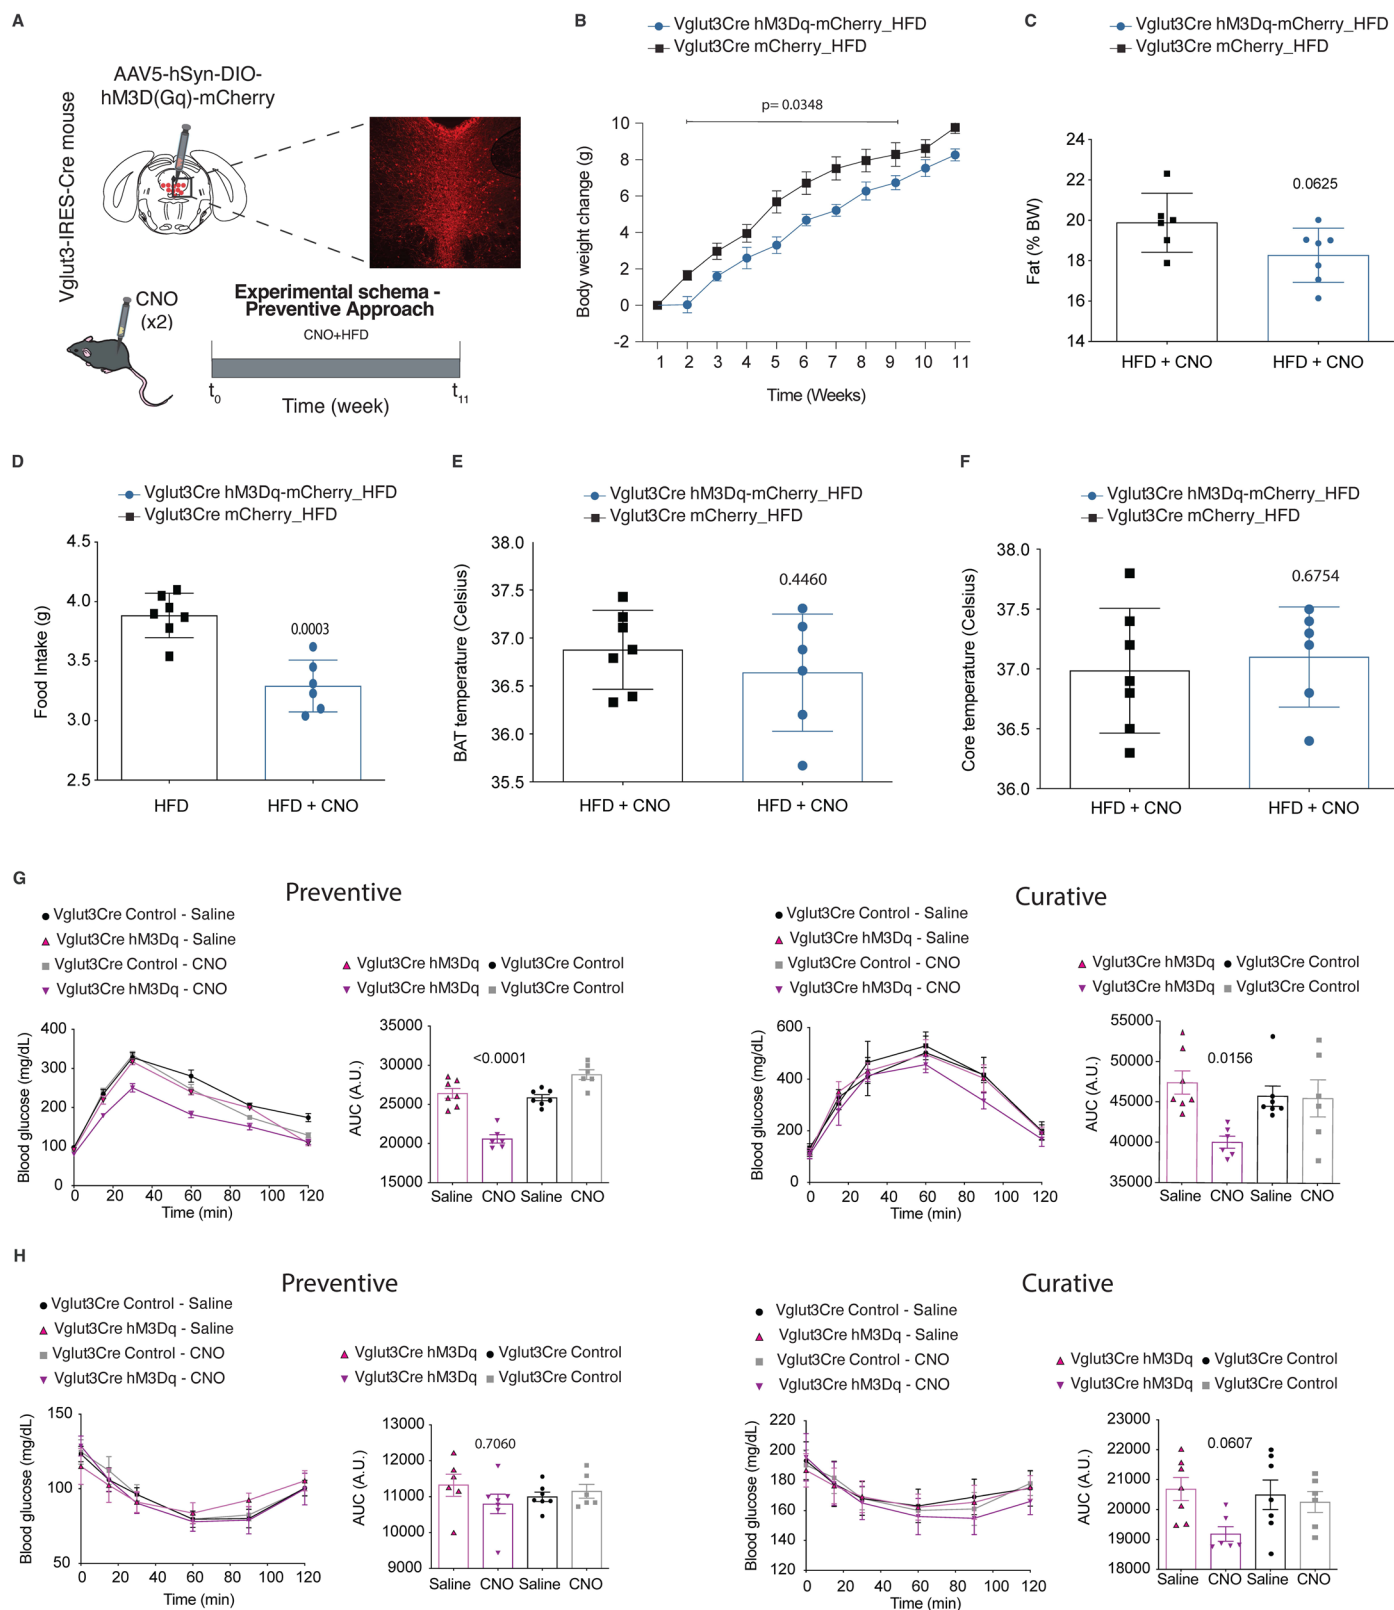 A
AAV5-hSyn-DIO-
hM3D(Gq)-mCherry
Vglut3-IRES-Cre mouse
CNO
(x2)
Experimental schema -
Preventive Approach
CNO+HFD
t0
t11
Time (week)
B
Vglut3Cre hM3Dq-mCherry_HFD
Vglut3Cre mCherry_HFD
p= 0.0348
Body weight change (g)
10
8
6
4
2
0
-2
1 2 3 4 5 6 7 8 9 10 11
Time (Weeks)
C
Vglut3Cre hM3Dq-mCherry_HFD
Vglut3Cre mCherry_HFD
Fat (% BW)
24
22
20
18
16
14
0.0625
HFD + CNO HFD + CNO
D
Vglut3Cre hM3Dq-mCherry_HFD
Vglut3Cre mCherry_HFD
Food Intake (g)
4.5
4.0
3.5
3.0
2.5
0.0003
HFD HFD + CNO
E
Vglut3Cre hM3Dq-mCherry_HFD
Vglut3Cre mCherry_HFD
BAT temperature (Celsius)
38.0
37.5
37.0
36.5
36.0
35.5
0.4460
HFD + CNO HFD + CNO
F
Vglut3Cre hM3Dq-mCherry_HFD
Vglut3Cre mCherry_HFD
Core temperature (Celsius)
38.0
37.5
37.0
36.5
36.0
0.6754
HFD + CNO HFD + CNO
G
Preventive
Vglut3Cre Control - Saline
Vglut3Cre hM3Dq - Saline
Vglut3Cre Control - CNO
Vglut3Cre hM3Dq - CNO
Blood glucose (mg/dL)
400
300
200
100
0
0 20 40 60 80 100 120
Time (min)
Vglut3Cre hM3Dq Vglut3Cre Control
Vglut3Cre hM3Dq Vglut3Cre Control
AUC (A.U.)
35000
30000
25000
20000
15000
<0.0001
Saline CNO Saline CNO
Curative
Vglut3Cre Control - Saline
Vglut3Cre hM3Dq - Saline
Vglut3Cre Control - CNO
Vglut3Cre hM3Dq - CNO
Blood glucose (mg/dL)
600
400
200
0
0 20 40 60 80 100 120
Time (min)
Vglut3Cre hM3Dq Vglut3Cre Control
Vglut3Cre hM3Dq Vglut3Cre Control
AUC (A.U.)
55000
50000
45000
40000
35000
0.0156
Saline CNO Saline CNO
H
Preventive
Vglut3Cre Control - Saline
Vglut3Cre hM3Dq - Saline
Vglut3Cre Control - CNO
Vglut3Cre hM3Dq - CNO
Blood glucose (mg/dL)
150
100
50
0 20 40 60 80 100 120
Time (min)
Vglut3Cre hM3Dq Vglut3Cre Control
Vglut3Cre hM3Dq Vglut3Cre Control
AUC (A.U.)
13000
12000
11000
10000
9000
0.7060
Saline CNO Saline CNO
Curative
Vglut3Cre Control - Saline
Vglut3Cre hM3Dq - Saline
Vglut3Cre Control - CNO
Vglut3Cre hM3Dq - CNO
Blood glucose (mg/dL)
220
200
180
160
140
120
0 20 40 60 80 100 120
Time (min)
Vglut3Cre hM3Dq Vglut3Cre Control
Vglut3Cre hM3Dq Vglut3Cre Control
AUC (A.U.)
23000
22000
21000
20000
19000
18000
0.0607
Saline CNO Saline CNO